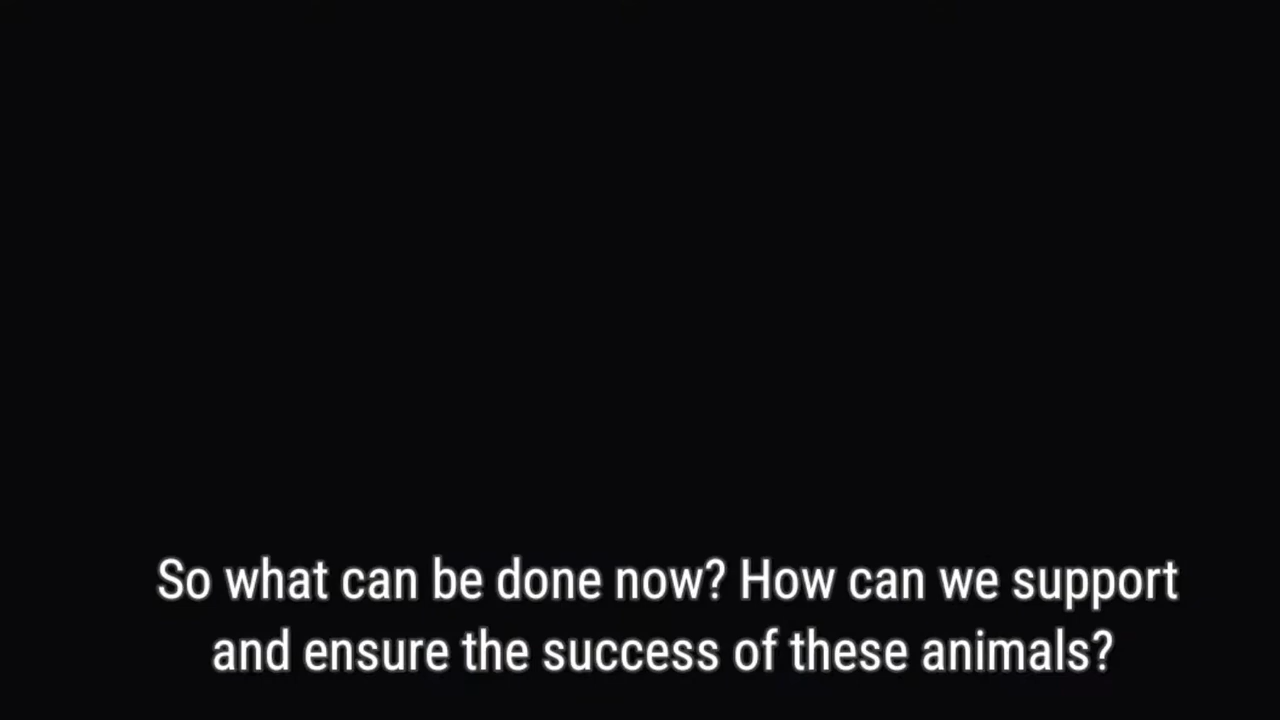 So what can be done now? How can we support
and ensure the success of these animals?